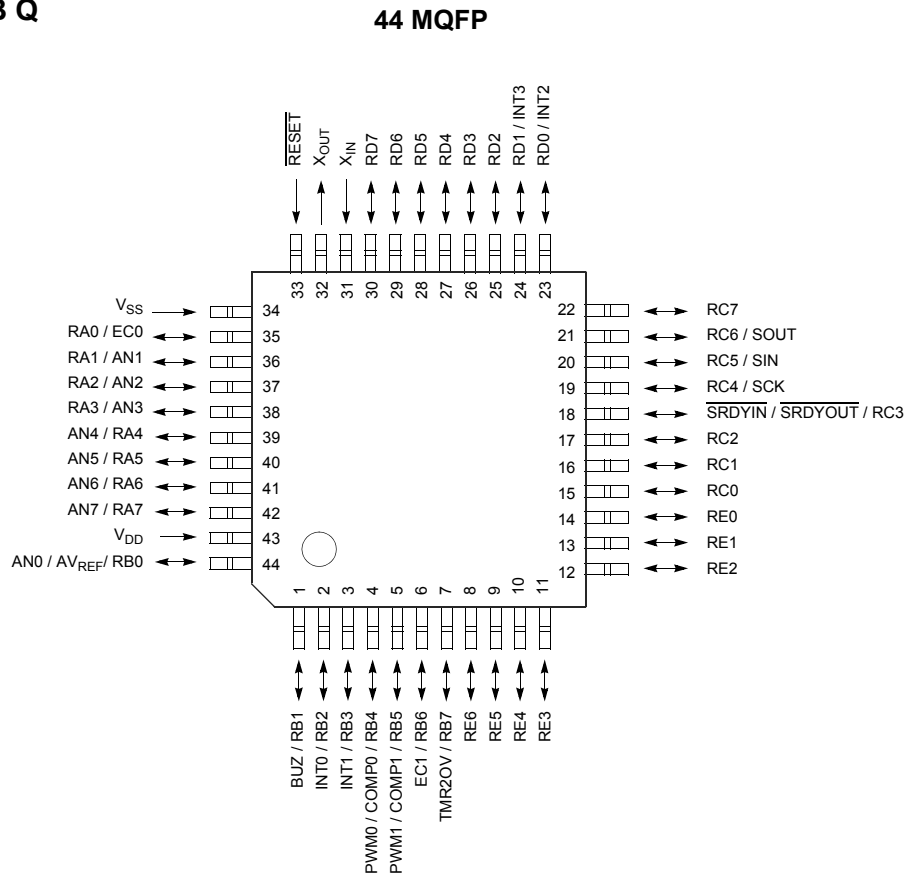 Q
44 MQFP
RESET
XOUT
XIN
RD7
RD6
RD5
RD4
RD3
RD2
RD1 / INT3
RD0 / INT2
33
32
31
30
29
28
27
26
25
24
23
VSS
RA0 / EC0
RA1 / AN1
RA2 / AN2
RA3 / AN3
AN4 / RA4
AN5 / RA5
AN6 / RA6
AN7 / RA7
VDD
AN0 / AVREF/ RB0
34
35
36
37
38
39
40
41
42
43
44
22
21
20
19
18
17
16
15
14
13
12
RC7
RC6 / SOUT
RC5 / SIN
RC4 / SCK
SRDYIN / SRDYOUT / RC3
RC2
RC1
RC0
RE0
RE1
RE2
1
2
3
4
5
6
7
8
9
10
11
BUZ / RB1
INT0 / RB2
INT1 / RB3
PWM0 / COMP0 / RB4
PWM1 / COMP1 / RB5
EC1 / RB6
TMR2OV / RB7
RE6
RE5
RE4
RE3